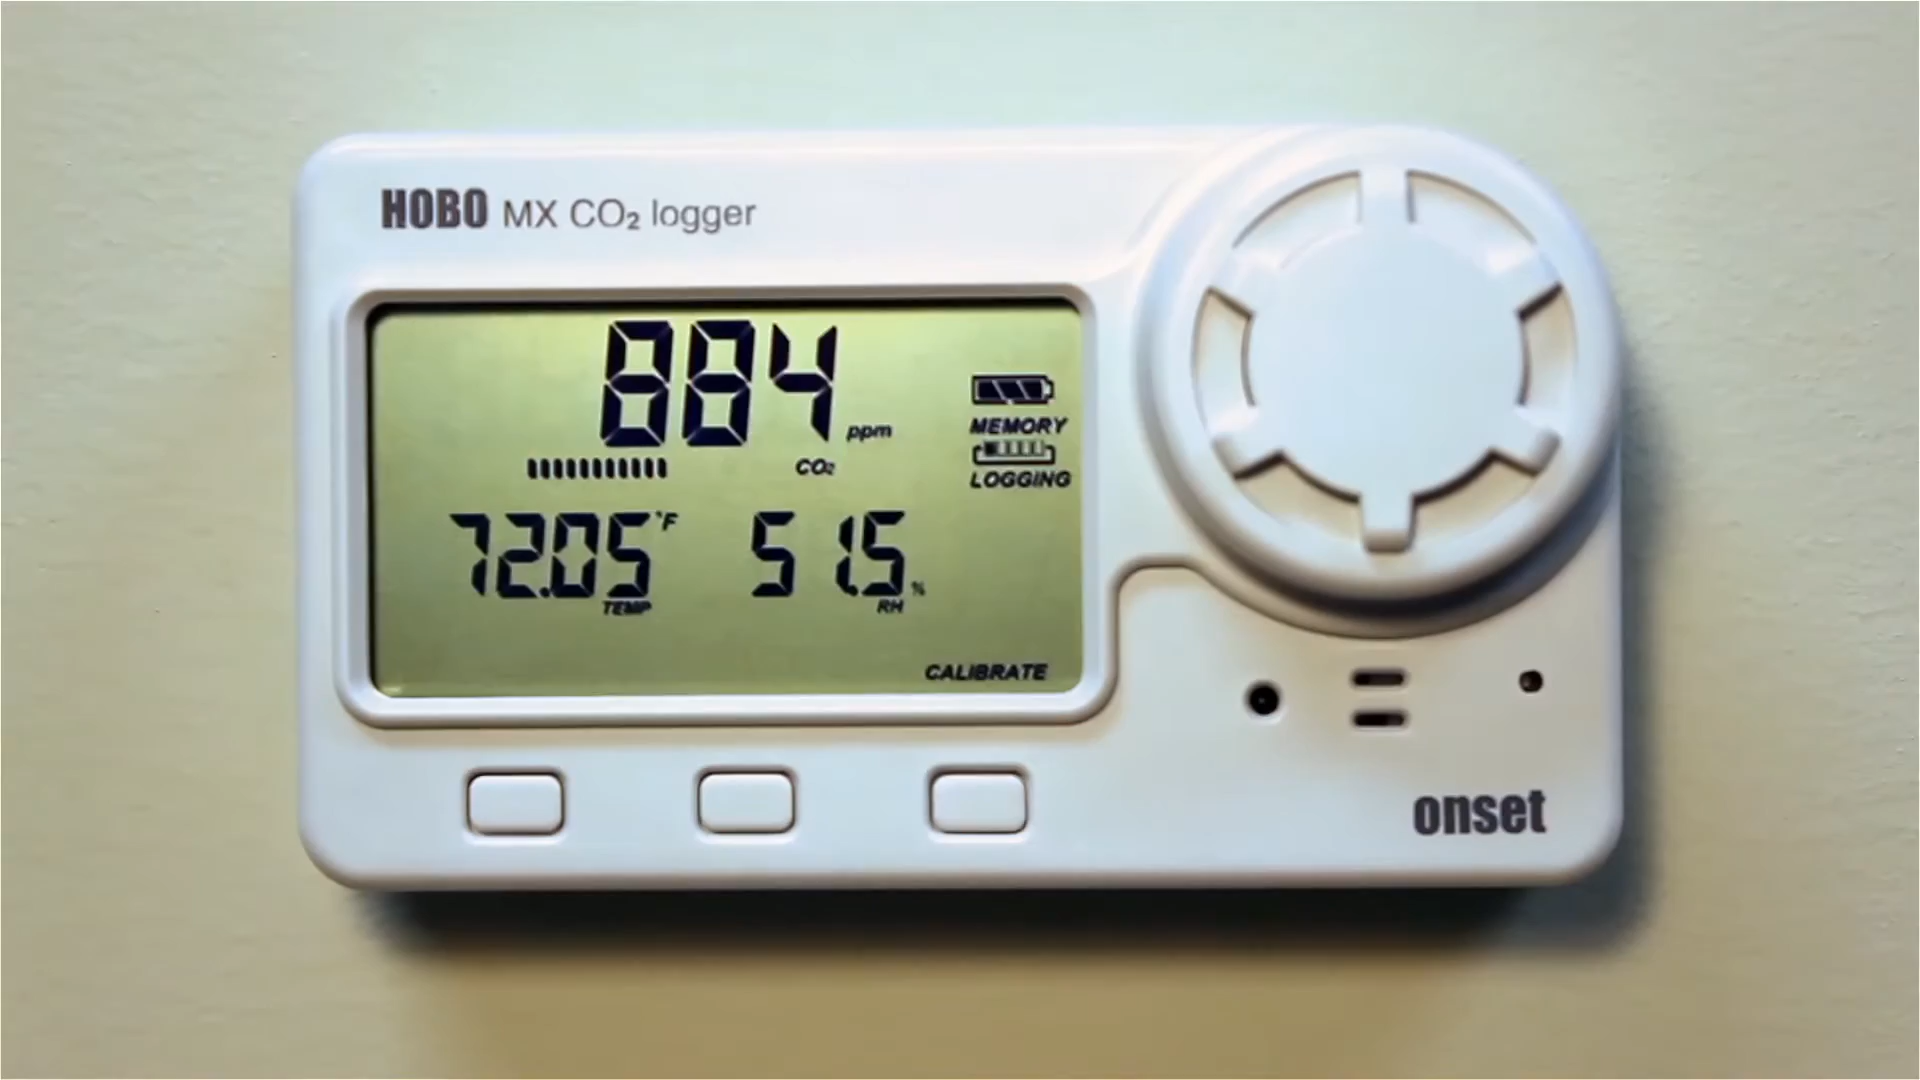 HOBO MX CO₂ logger
884 ppm
CO₂
MEMORY
LOGGING
72.05 °F
TEMP
51.5 %
RH
CALIBRATE
onset